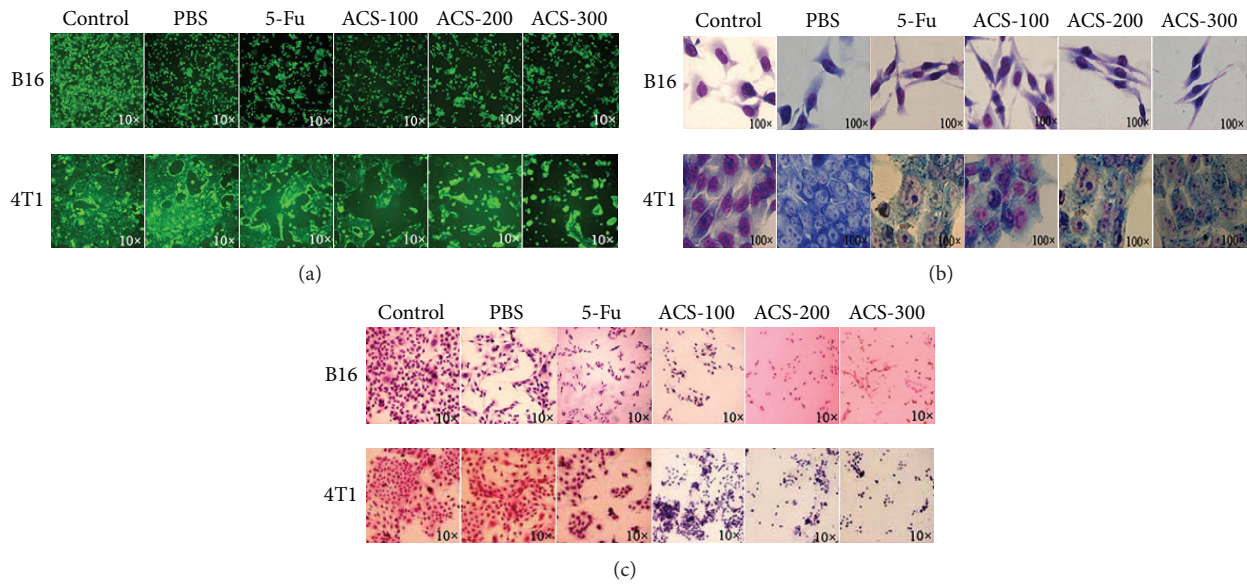 Control PBS 5-Fu ACS-100 ACS-200 ACS-300
B16
10× 10× 10× 10× 10× 10×
4T1
10× 10× 10× 10× 10× 10×
(a)
Control PBS 5-Fu ACS-100 ACS-200 ACS-300
B16
100× 100× 100× 100× 100× 100×
4T1
100× 100× 100× 100× 100× 100×
(b)
Control PBS 5-Fu ACS-100 ACS-200 ACS-300
B16
10× 10× 10× 10× 10× 10×
4T1
10× 10× 10× 10× 10× 10×
(c)